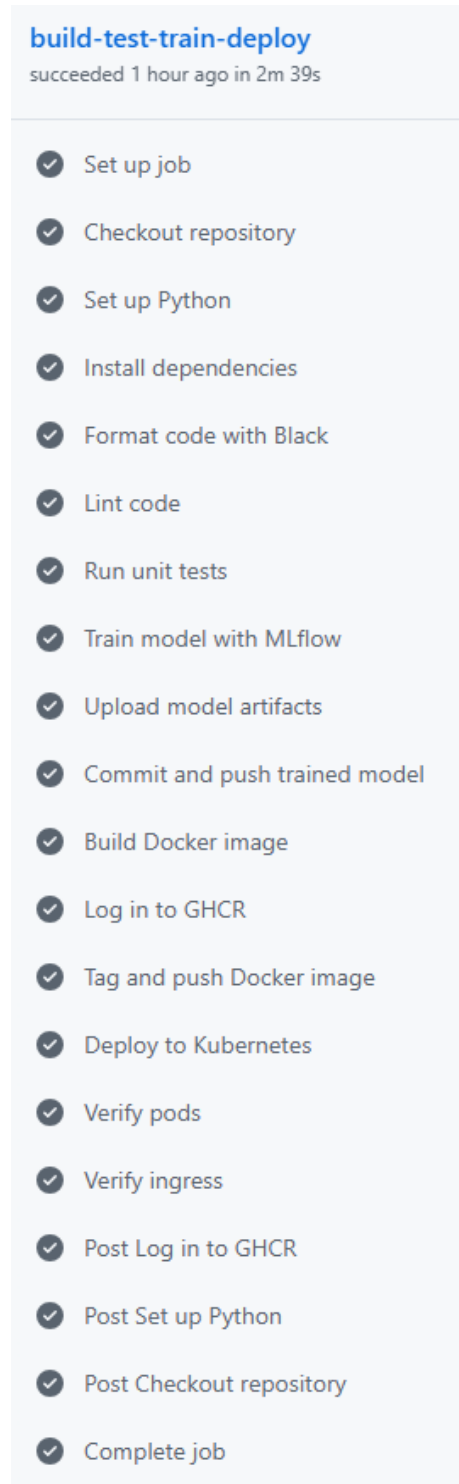 build-test-train-deploy
succeeded 1 hour ago in 2m 39s
Set up job
Checkout repository
Set up Python
Install dependencies
Format code with Black
Lint code
Run unit tests
Train model with MLflow
Upload model artifacts
Commit and push trained model
Build Docker image
Log in to GHCR
Tag and push Docker image
Deploy to Kubernetes
Verify pods
Verify ingress
Post Log in to GHCR
Post Set up Python
Post Checkout repository
Complete job